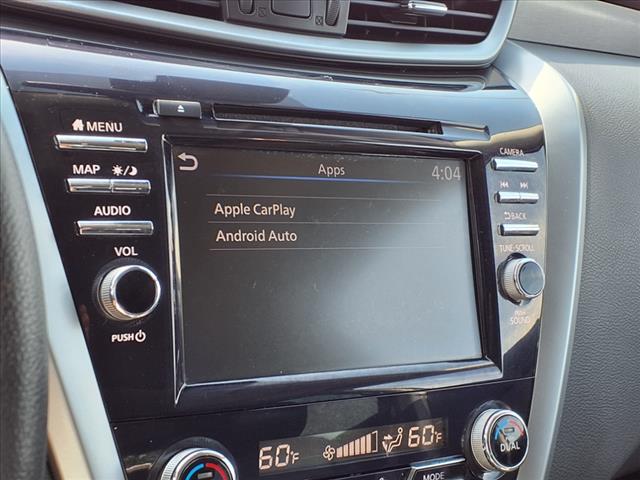 MENU
MAP
AUDIO
VOL
PUSH
Apps
4:04
Apple CarPlay
Android Auto
CAMERA
BACK
TUNE·SCROLL
PUSH
SOUND
60°F
60°F
MODE
DUAL